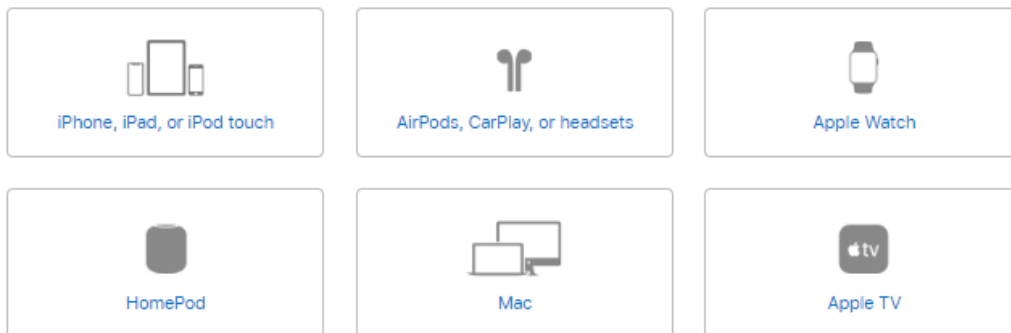 iPhone, iPad, or iPod touch
AirPods, CarPlay, or headsets
Apple Watch
HomePod
Mac
tv
Apple TV